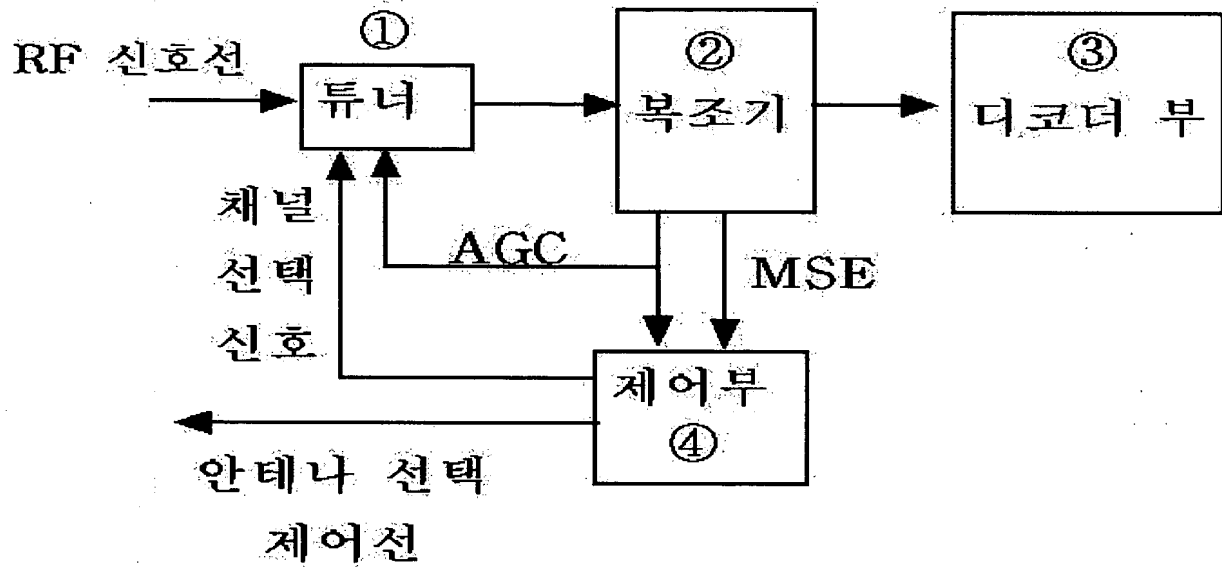 ①
②
③
RF 신호선
튜너
복조기
디코더 부
채널
선택
신호
AGC
MSE
제어부
④
안테나 선택
제어선